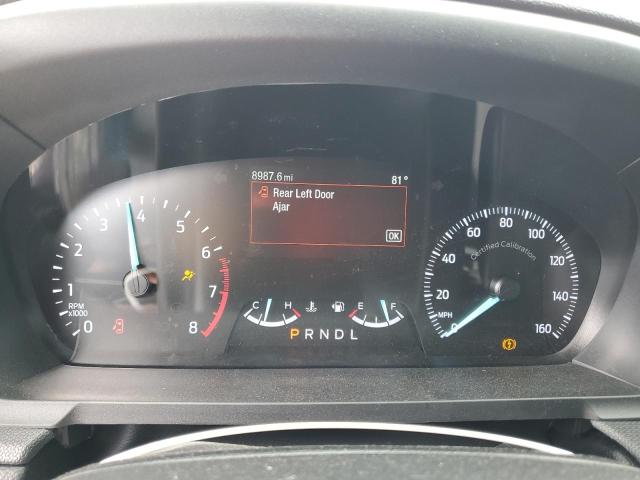 8987.6 mi 81°
Rear Left Door
Ajar
OK
0 1 2 3 4 5 6 7 8
RPM
x1000
C H E F
PRNDL
0 20 40 60 80 100 120 140 160
MPH
Certified Calibration